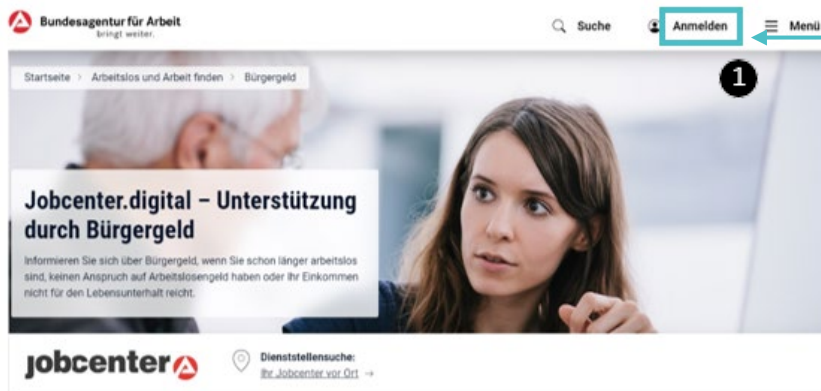 Bundesagentur für Arbeit
bringt weiter.
Suche
Anmelden
Menü
1
Startseite > Arbeitslos und Arbeit finden > Bürgergeld
Jobcenter.digital – Unterstützung
durch Bürgergeld
Informieren Sie sich über Bürgergeld, wenn Sie schon länger arbeitslos
sind, keinen Anspruch auf Arbeitslosengeld haben oder Ihr Einkommen
nicht für den Lebensunterhalt reicht.
jobcenter
Dienststellensuche:
Ihr Jobcenter vor Ort →